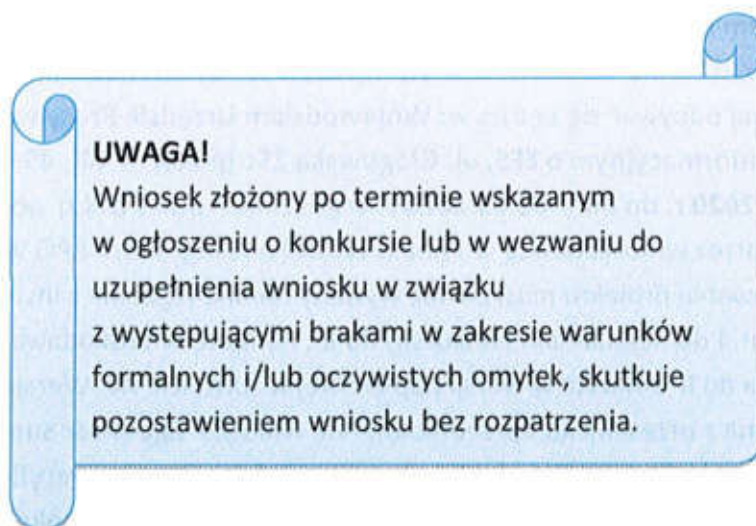 UWAGA!
Wniosek złożony po terminie wskazanym
w ogłoszeniu o konkursie lub w wezwaniu do
uzupełnienia wniosku w związku
z występującymi brakami w zakresie warunków
formalnych i/lub oczywistych omyłek, skutkuje
pozostawieniem wniosku bez rozpatrzenia.